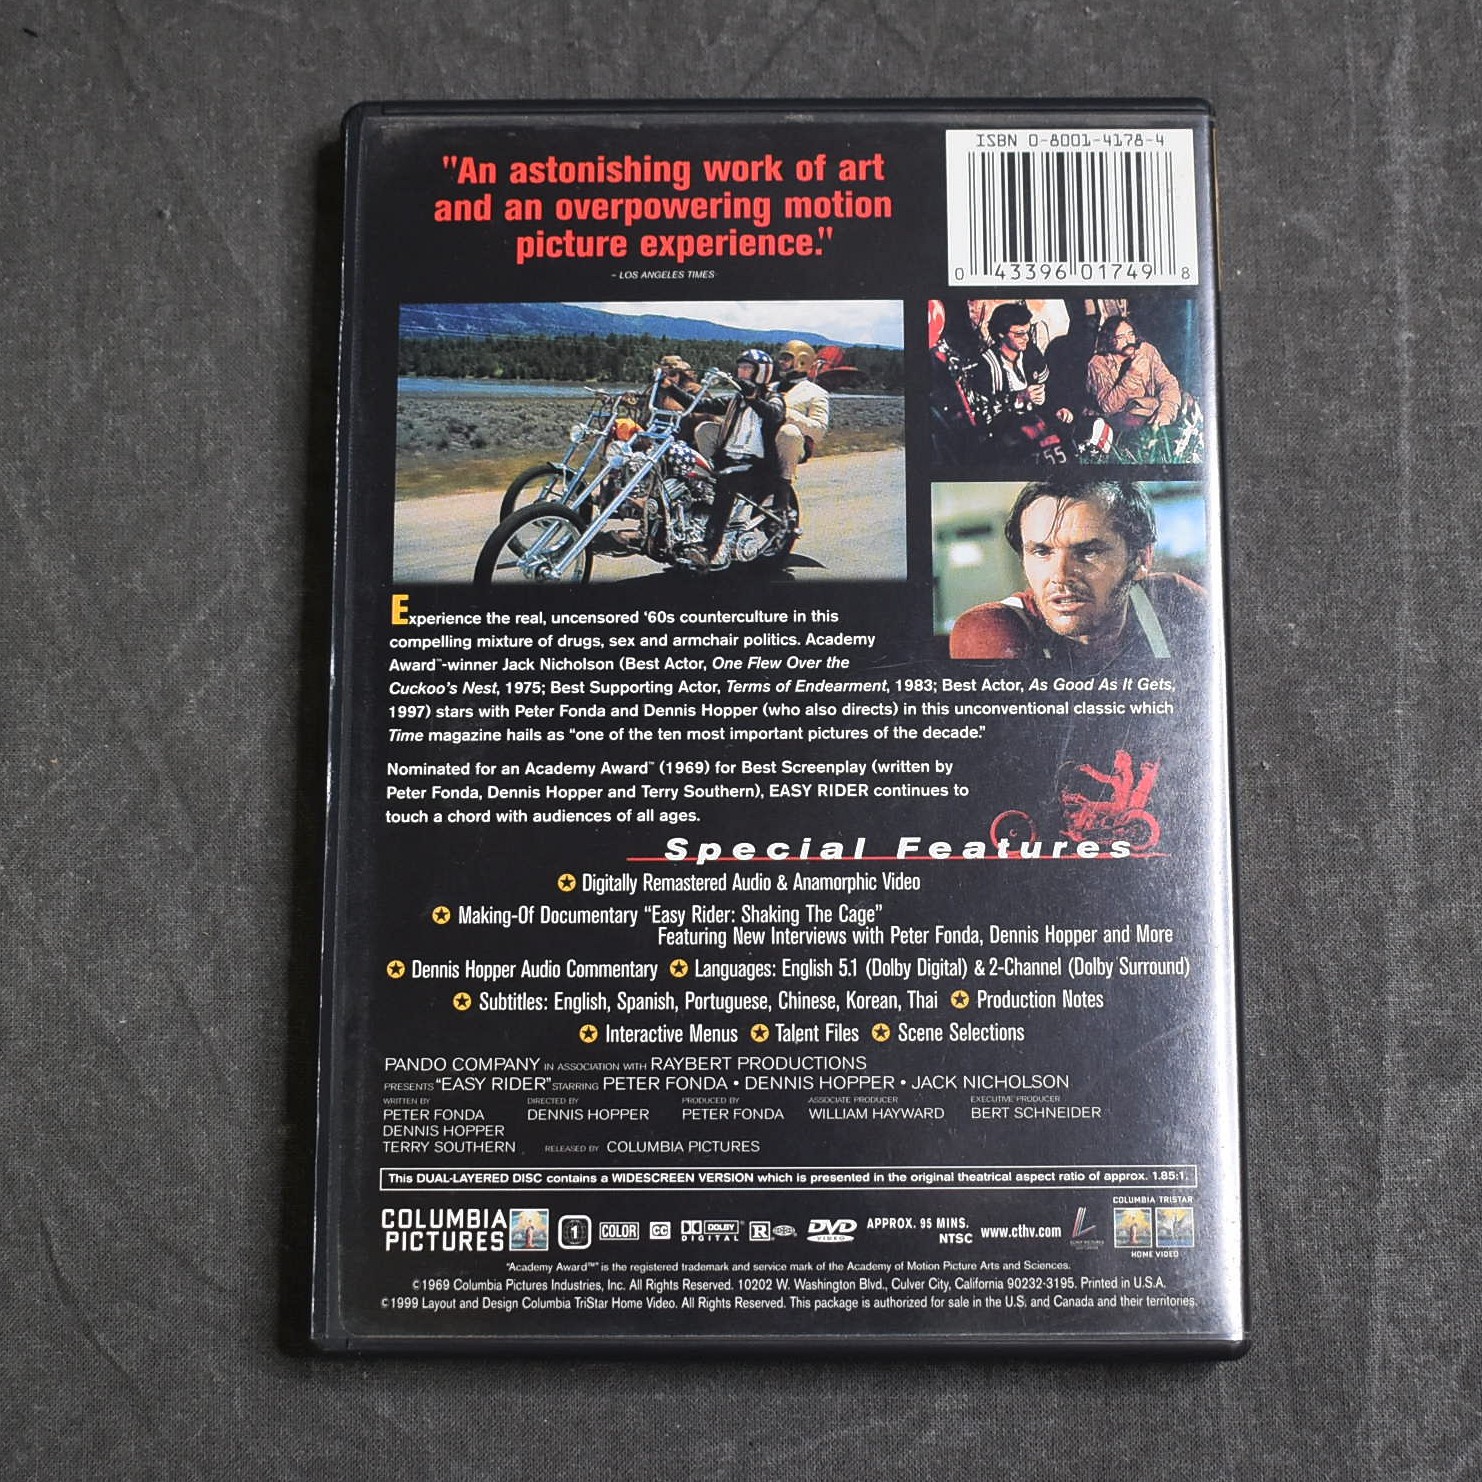 "An astonishing work of art
and an overpowering motion
picture experience."
– LOS ANGELES TIMES
ISBN 0-8001-4178-4
0 43396 01749 8
755
Experience the real, uncensored '60s counterculture in this
compelling mixture of drugs, sex and armchair politics. Academy
Award™-winner Jack Nicholson (Best Actor, One Flew Over the
Cuckoo's Nest, 1975; Best Supporting Actor, Terms of Endearment, 1983; Best Actor, As Good As It Gets,
1997) stars with Peter Fonda and Dennis Hopper (who also directs) in this unconventional classic which
Time magazine hails as "one of the ten most important pictures of the decade."
Nominated for an Academy Award™ (1969) for Best Screenplay (written by
Peter Fonda, Dennis Hopper and Terry Southern), EASY RIDER continues to
touch a chord with audiences of all ages.
Special Features
Digitally Remastered Audio & Anamorphic Video
Making-Of Documentary "Easy Rider: Shaking The Cage"
Featuring New Interviews with Peter Fonda, Dennis Hopper and More
Dennis Hopper Audio Commentary Languages: English 5.1 (Dolby Digital) & 2-Channel (Dolby Surround)
Subtitles: English, Spanish, Portuguese, Chinese, Korean, Thai Production Notes
Interactive Menus Talent Files Scene Selections
PANDO COMPANY IN ASSOCIATION WITH RAYBERT PRODUCTIONS
PRESENTS "EASY RIDER" STARRING PETER FONDA • DENNIS HOPPER • JACK NICHOLSON
WRITTEN BY DIRECTED BY PRODUCED BY ASSOCIATE PRODUCER EXECUTIVE PRODUCER
PETER FONDA DENNIS HOPPER PETER FONDA WILLIAM HAYWARD BERT SCHNEIDER
DENNIS HOPPER
TERRY SOUTHERN RELEASED BY COLUMBIA PICTURES
This DUAL-LAYERED DISC contains a WIDESCREEN VERSION which is presented in the original theatrical aspect ratio of approx. 1.85:1.
COLUMBIA
PICTURES
1
COLOR
CC
DOLBY
DIGITAL
R
DVD
VIDEO
APPROX. 95 MINS.
NTSC
www.cthv.com
COLUMBIA TRISTAR
HOME VIDEO
"Academy Award™" is the registered trademark and service mark of the Academy of Motion Picture Arts and Sciences.
©1969 Columbia Pictures Industries, Inc. All Rights Reserved. 10202 W. Washington Blvd., Culver City, California 90232-3195. Printed in U.S.A.
©1999 Layout and Design Columbia TriStar Home Video. All Rights Reserved. This package is authorized for sale in the U.S. and Canada and their territories.